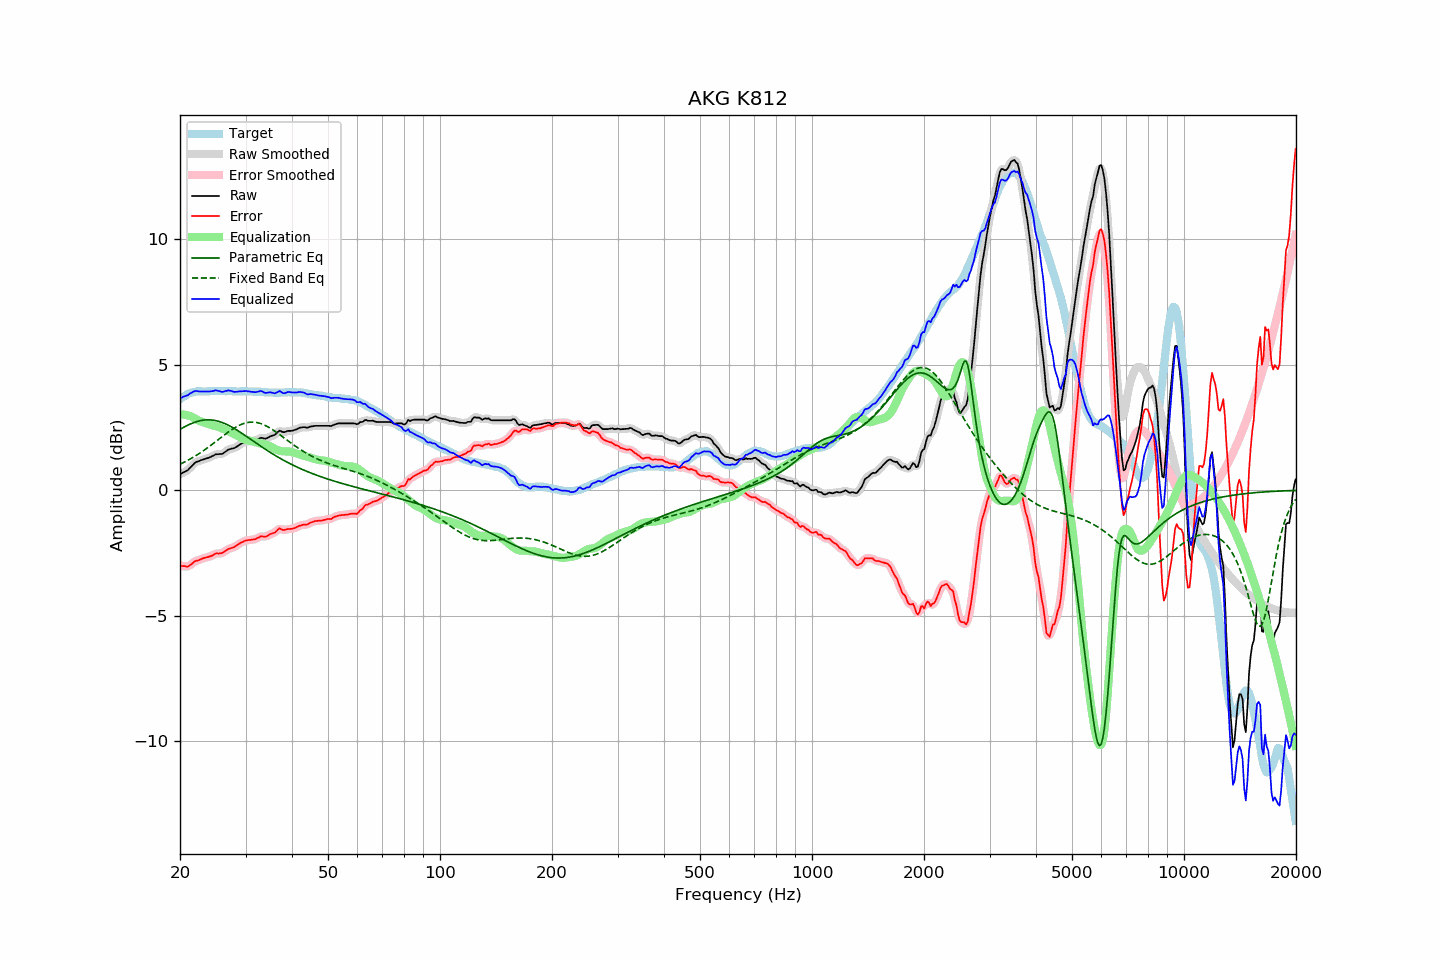 AKG K812
Target
Raw Smoothed
Error Smoothed
Raw
Error
Equalization
Parametric Eq
Fixed Band Eq
Equalized
10
5
0
−5
−10
Amplitude (dBr)
20 50 100 200 500 1000 2000 5000 10000 20000
Frequency (Hz)